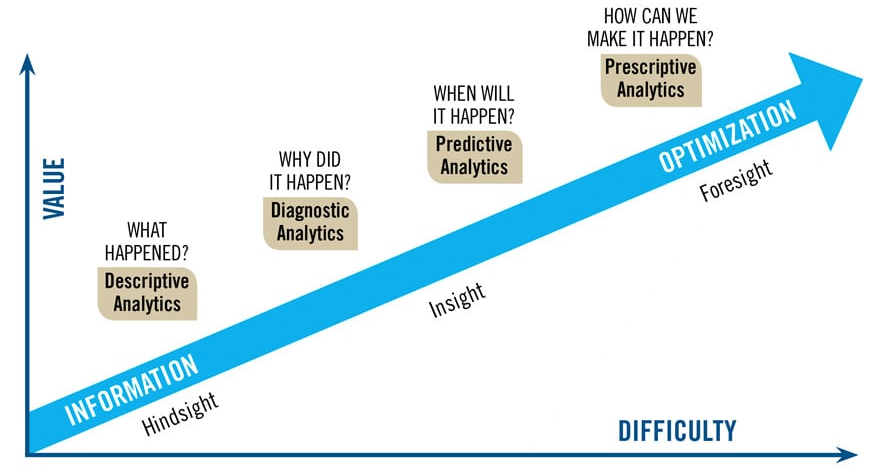 HOW CAN WE
MAKE IT HAPPEN?
Prescriptive
Analytics
WHEN WILL
IT HAPPEN?
Predictive
Analytics
WHY DID
IT HAPPEN?
Diagnostic
Analytics
WHAT
HAPPENED?
Descriptive
Analytics
VALUE
OPTIMIZATION
Foresight
Insight
INFORMATION
Hindsight
DIFFICULTY